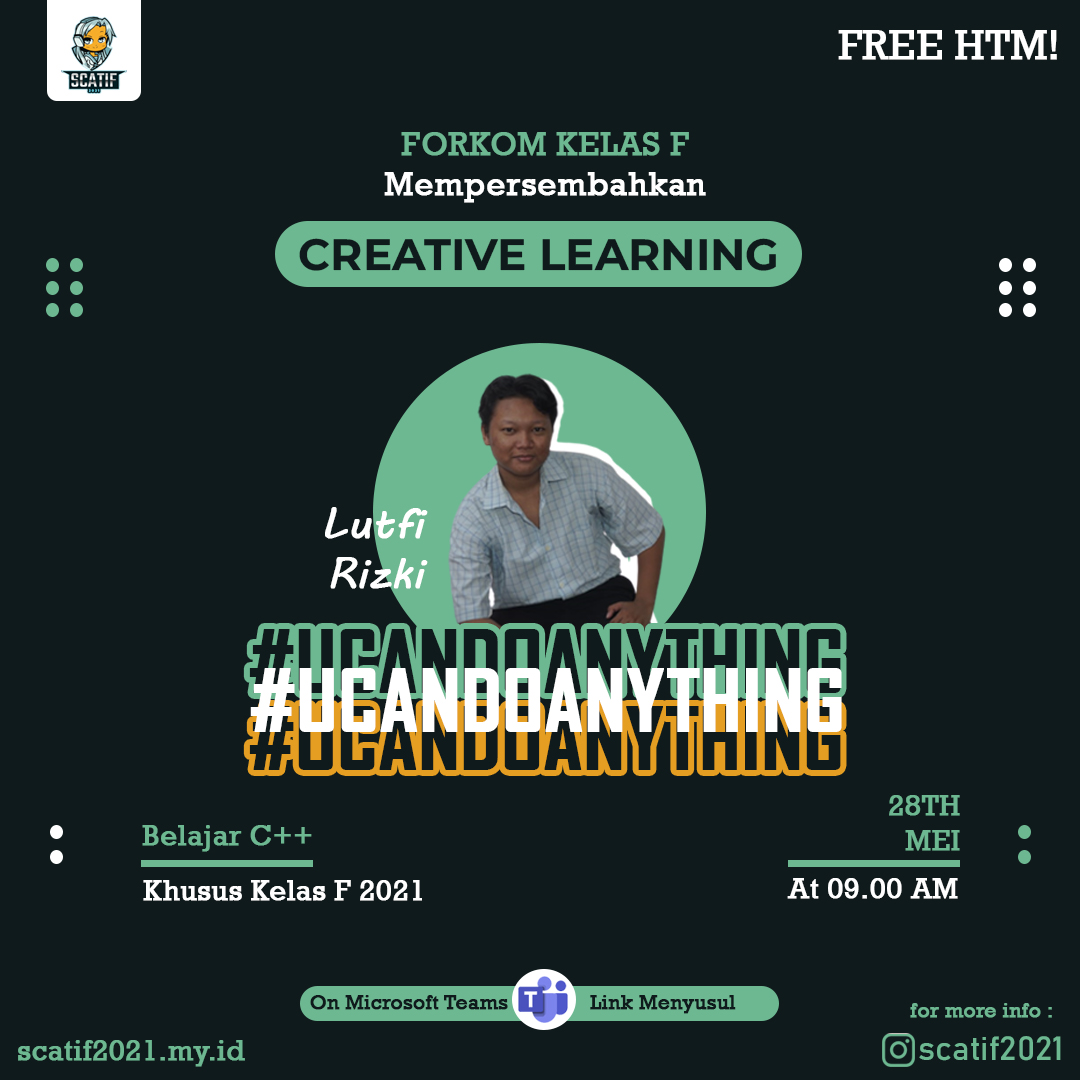 SCATIF
FREE HTM!
FORKOM KELAS F
Mempersembahkan
CREATIVE LEARNING
Lutfi
Rizki
#UCANDOANYTHING
#UCANDOANYTHING
#UCANDOANYTHING
Belajar C++
Khusus Kelas F 2021
28TH
MEI
At 09.00 AM
On Microsoft Teams
T
Link Menyusul
for more info :
scatif2021.my.id
scatif2021